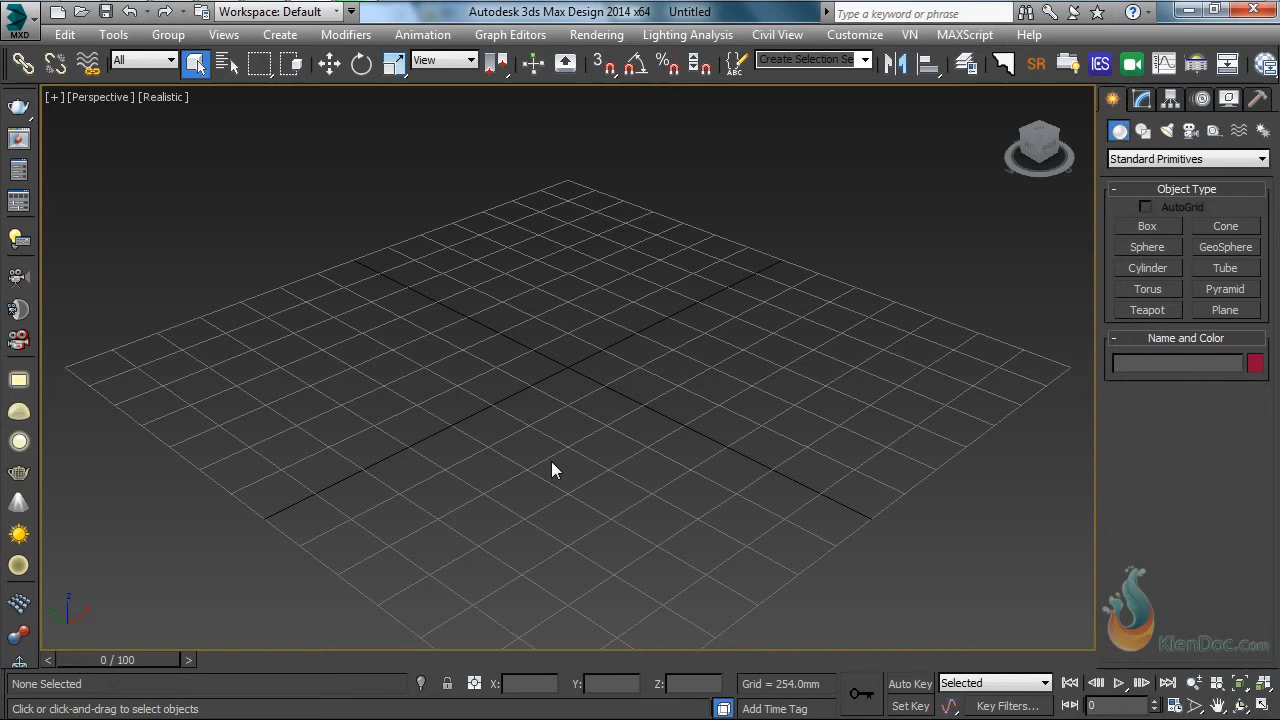 Workspace: Default
Autodesk 3ds Max Design 2014 x64 Untitled
Type a keyword or phrase
MXD
Edit Tools Group Views Create Modifiers Animation Graph Editors Rendering Lighting Analysis Civil View Customize VN MAXScript Help
All
View
3
Create Selection Se
SR
IES
[+] [Perspective] [Realistic]
Standard Primitives
- Object Type
AutoGrid
Box Cone
Sphere GeoSphere
Cylinder Tube
Torus Pyramid
Teapot Plane
- Name and Color
z
KienDoc.com
< 0 / 100 >
None Selected
X: Y: Z:
Grid = 254.0mm
Auto Key
Selected
Click or click-and-drag to select objects
Add Time Tag
Set Key
Key Filters...
0